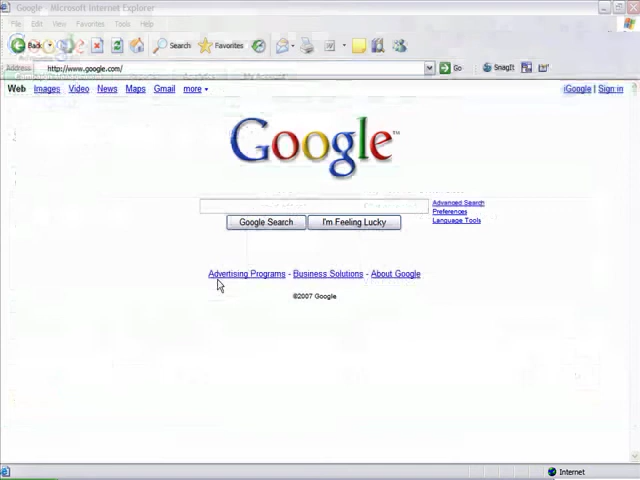 Google - Microsoft Internet Explorer
File Edit View Favorites Tools Help
Back Search Favorites
Address http://www.google.com/ Go SnagIt
Web Images Video News Maps Gmail more iGoogle | Sign in
Google™
Advanced Search
Preferences
Language Tools
Google Search I'm Feeling Lucky
Advertising Programs - Business Solutions - About Google
©2007 Google
Internet